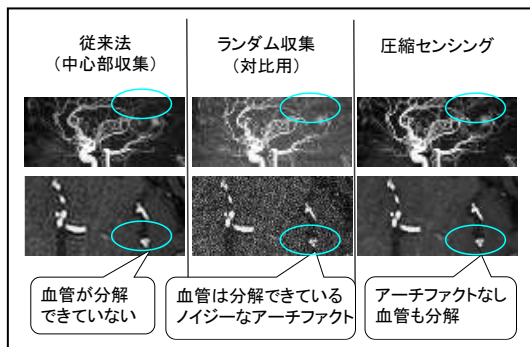 従来法
(中心部収集)
ランダム収集
(対比用)
圧縮センシング
血管が分解
できていない
血管は分解できている
ノイジーなアーチファクト
アーチファクトなし
血管も分解